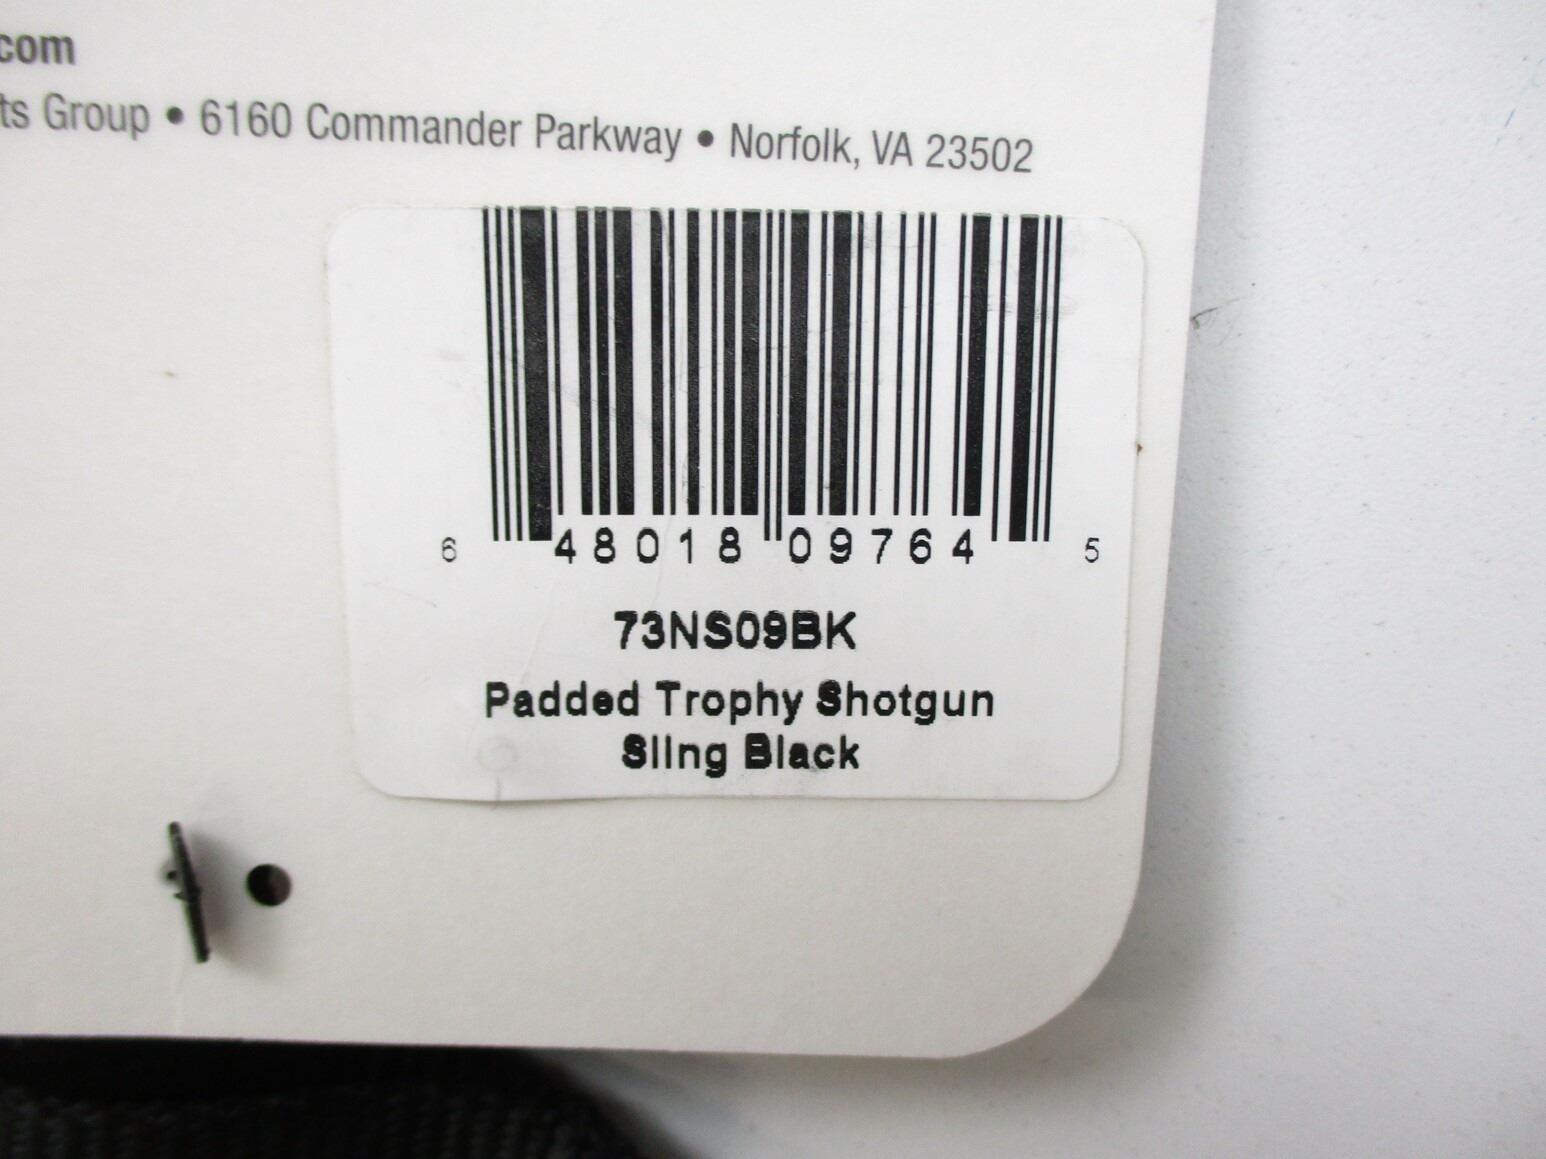 com
ts Group • 6160 Commander Parkway • Norfolk, VA 23502
6 48018 09764 5
73NS09BK
Padded Trophy Shotgun
Sling Black